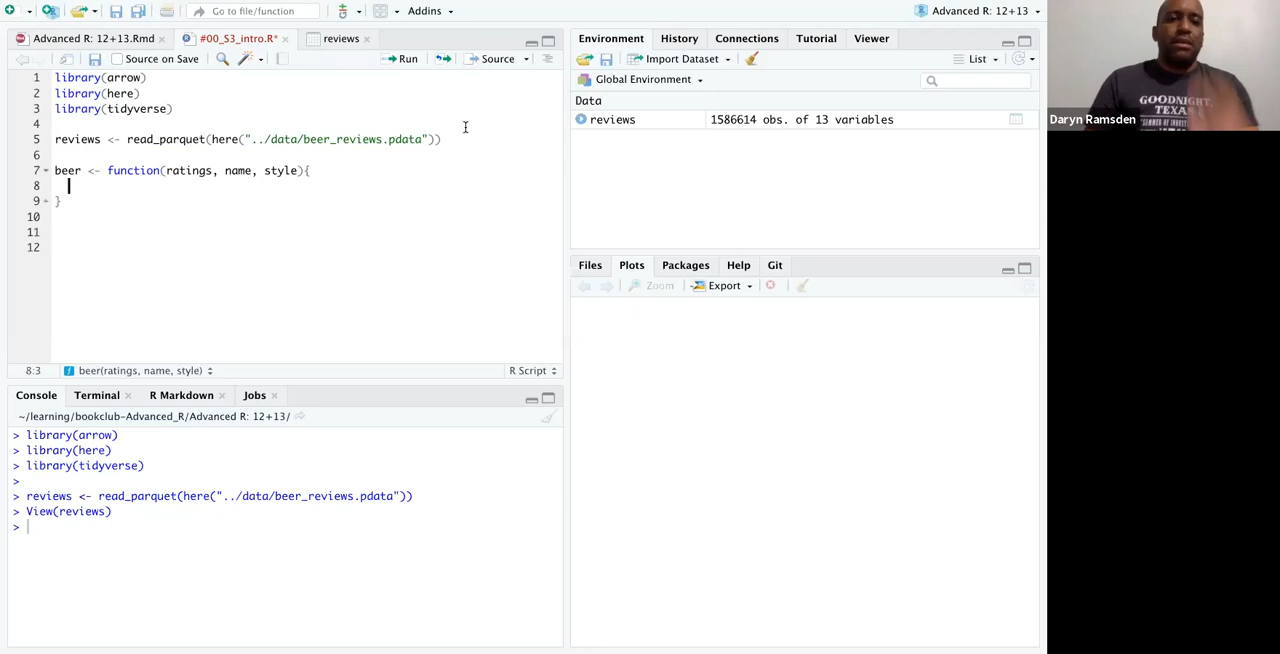 Go to file/function
Addins
Advanced R: 12+13
Advanced R: 12+13.Rmd
#00_S3_intro.R*
reviews
Source on Save
Run
Source
1 library(arrow)
2 library(here)
3 library(tidyverse)
4
5 reviews <- read_parquet(here("../data/beer_reviews.pdata"))
6
7 beer <- function(ratings, name, style){
8
9 }
10
11
12
8:3
beer(ratings, name, style)
R Script
Console
Terminal
R Markdown
Jobs
~/learning/bookclub-Advanced_R/Advanced R: 12+13/
> library(arrow)
> library(here)
> library(tidyverse)
>
> reviews <- read_parquet(here("../data/beer_reviews.pdata"))
> View(reviews)
>
Environment
History
Connections
Tutorial
Viewer
Import Dataset
List
Global Environment
Data
reviews
1586614 obs. of 13 variables
Files
Plots
Packages
Help
Git
Zoom
Export
Daryn Ramsden
GOODNIGHT,
TEXAS